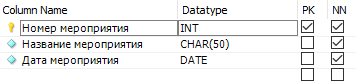 Column Name Datatype PK NN
Номер мероприятия INT
Название мероприятия CHAR(50)
Дата мероприятия DATE